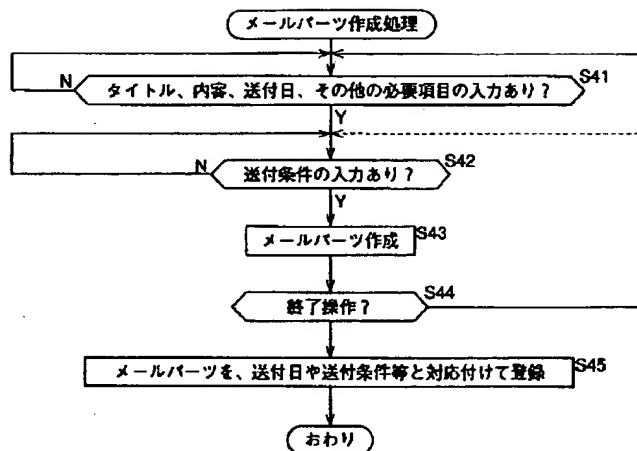 メールパーツ作成処理
N
タイトル、内容、送付日、その他の必要項目の入力あり?
S41
Y
N
送付条件の入力あり?
S42
Y
メールパーツ作成
S43
終了操作?
S44
メールパーツを、送付日や送付条件等と対応付けて登録
S45
おわり